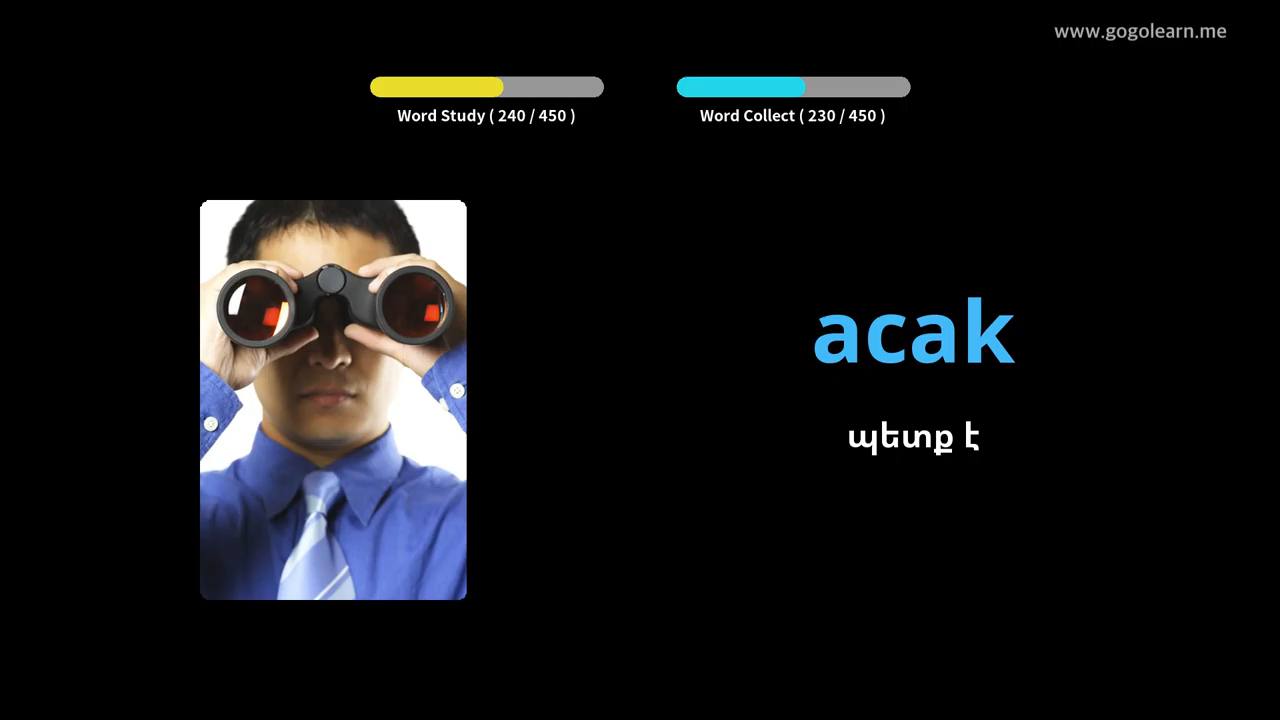 www.gogolearn.me
Word Study ( 240 / 450 )
Word Collect ( 230 / 450 )
acak
պետք է